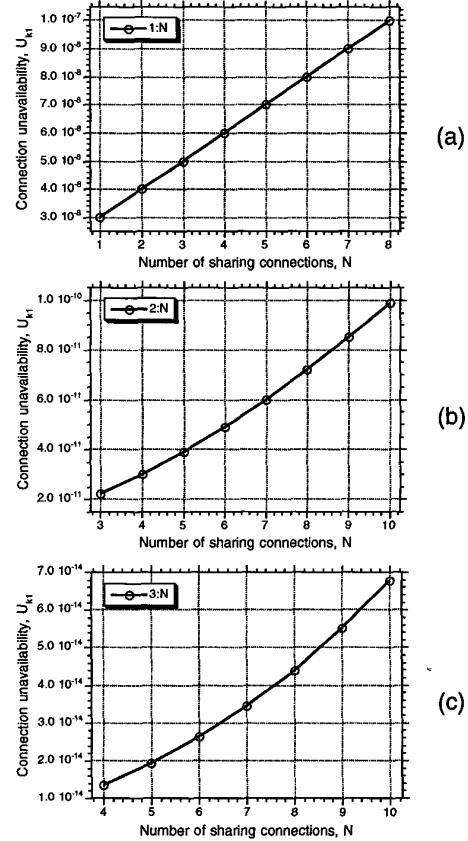 1:N
1.0 10⁻⁷
9.0 10⁻⁸
8.0 10⁻⁸
7.0 10⁻⁸
6.0 10⁻⁸
5.0 10⁻⁸
4.0 10⁻⁸
3.0 10⁻⁸
Connection unavailability, Uₖ₁
1 2 3 4 5 6 7 8
Number of sharing connections, N
(a)
2:N
1.0 10⁻¹⁰
8.0 10⁻¹¹
6.0 10⁻¹¹
4.0 10⁻¹¹
2.0 10⁻¹¹
Connection unavailability, Uₖ₁
3 4 5 6 7 8 9 10
Number of sharing connections, N
(b)
3:N
7.0 10⁻¹⁴
6.0 10⁻¹⁴
5.0 10⁻¹⁴
4.0 10⁻¹⁴
3.0 10⁻¹⁴
2.0 10⁻¹⁴
1.0 10⁻¹⁴
Connection unavailability, Uₖ₁
4 5 6 7 8 9 10
Number of sharing connections, N
(c)